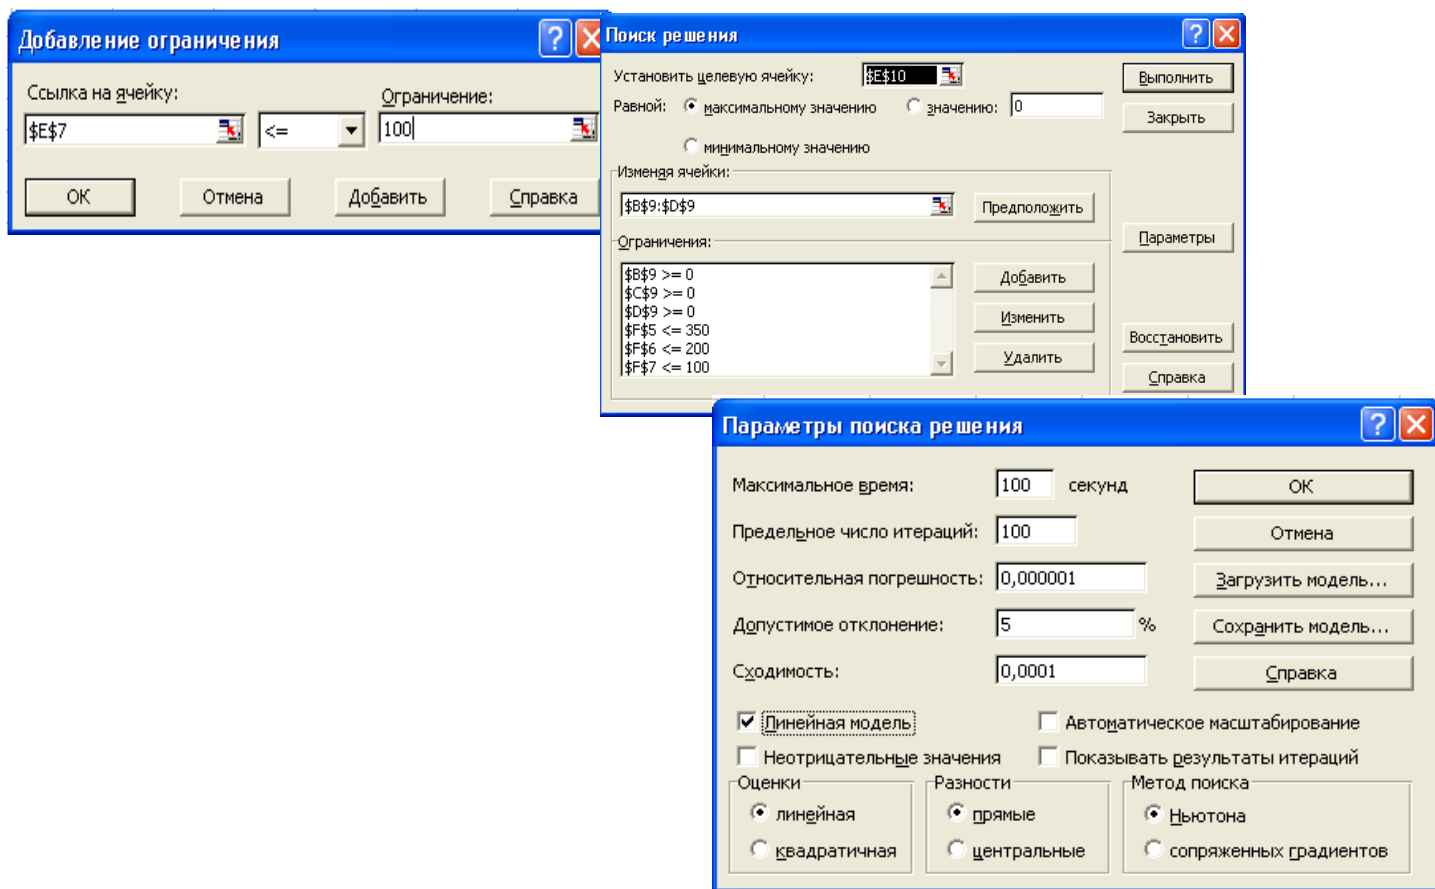 Добавление ограничения
Ссылка на ячейку:
Ограничение:
$E$7
<=
100
ОК
Отмена
Добавить
Справка
Поиск решения
Установить целевую ячейку:
$E$10
Выполнить
Равной:
максимальному значению
значению:
0
Закрыть
минимальному значению
Изменяя ячейки:
$B$9:$D$9
Предположить
Параметры
Ограничения:
$B$9 >= 0
$C$9 >= 0
$D$9 >= 0
$F$5 <= 350
$F$6 <= 200
$F$7 <= 100
Добавить
Изменить
Удалить
Восстановить
Справка
Параметры поиска решения
Максимальное время:
100
секунд
ОК
Предельное число итераций:
100
Отмена
Относительная погрешность:
0,000001
Загрузить модель...
Допустимое отклонение:
5
%
Сохранить модель...
Сходимость:
0,0001
Справка
Линейная модель
Автоматическое масштабирование
Неотрицательные значения
Показывать результаты итераций
Оценки
линейная
квадратичная
Разности
прямые
центральные
Метод поиска
Ньютона
сопряженных градиентов